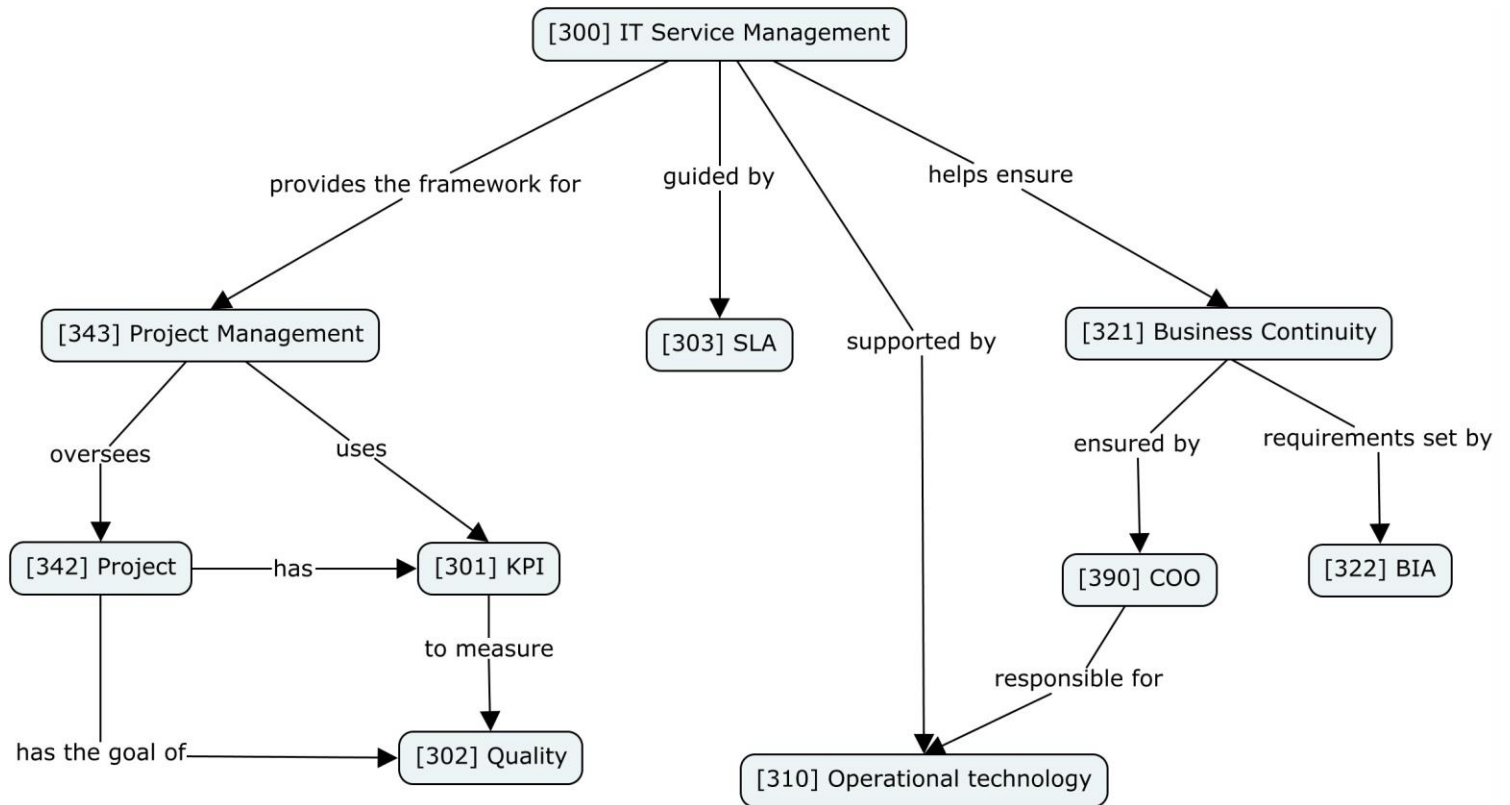 [300] IT Service Management
provides the framework for
guided by
helps ensure
[343] Project Management
[303] SLA
supported by
[321] Business Continuity
oversees
uses
ensured by
requirements set by
[342] Project
has
[301] KPI
[390] COO
[322] BIA
to measure
responsible for
has the goal of
[302] Quality
[310] Operational technology